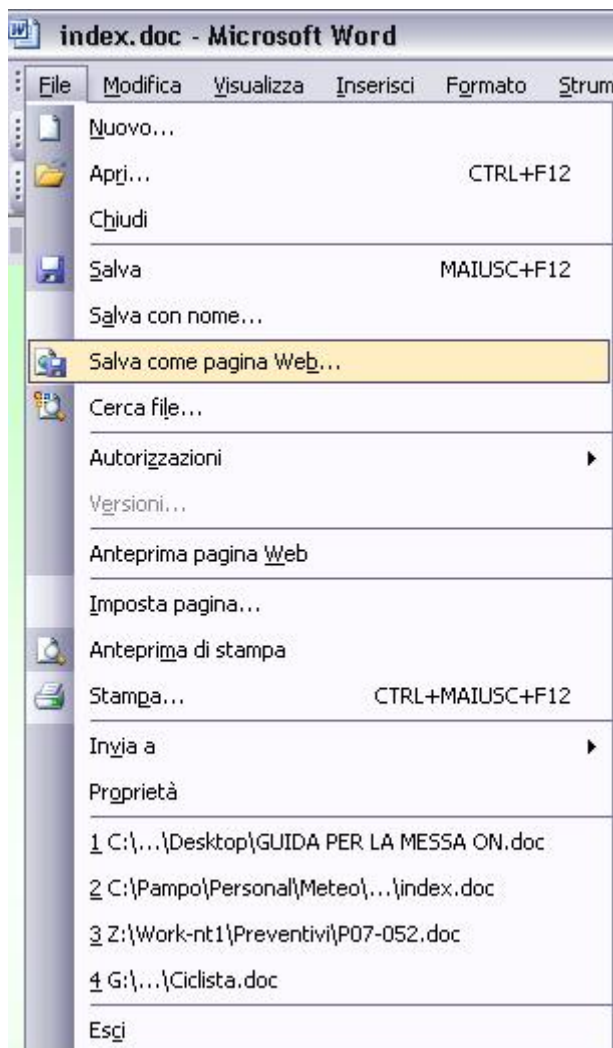 index.doc - Microsoft Word
File Modifica Visualizza Inserisci Formato Strum
Nuovo...
Apri... CTRL+F12
Chiudi
Salva MAIUSC+F12
Salva con nome...
Salva come pagina Web...
Cerca file...
Autorizzazioni
Versioni...
Anteprima pagina Web
Imposta pagina...
Anteprima di stampa
Stampa... CTRL+MAIUSC+F12
Invia a
Proprietà
1 C:\...\Desktop\GUIDA PER LA MESSA ON.doc
2 C:\Pampo\Personal\Meteo\...\index.doc
3 Z:\Work-nt1\Preventivi\P07-052.doc
4 G:\...\Ciclista.doc
Esci